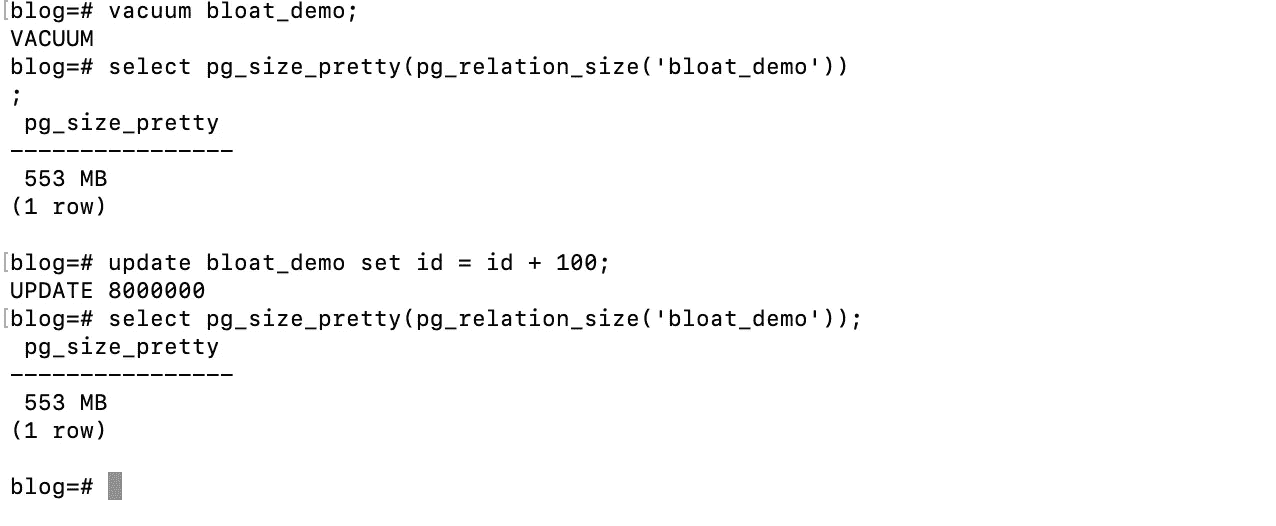 [blog=# vacuum bloat_demo;
VACUUM
blog=# select pg_size_pretty(pg_relation_size('bloat_demo'))
;
 pg_size_pretty
----------------
 553 MB
(1 row)

[blog=# update bloat_demo set id = id + 100;
UPDATE 8000000
[blog=# select pg_size_pretty(pg_relation_size('bloat_demo'));
 pg_size_pretty
----------------
 553 MB
(1 row)

blog=#